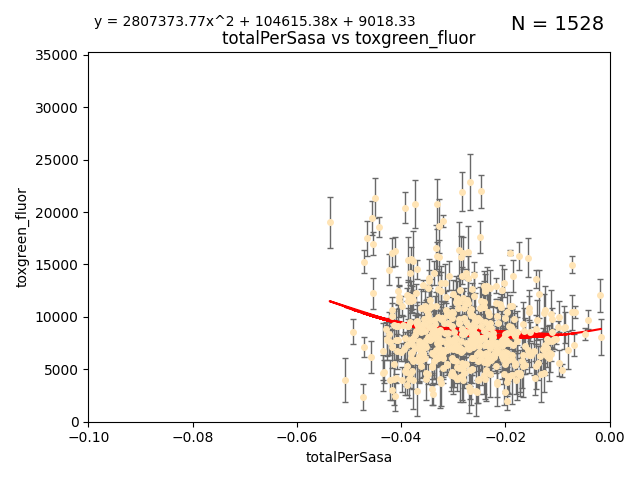 y = 2807373.77x^2 + 104615.38x + 9018.33
N = 1528
totalPerSasa vs toxgreen_fluor
35000
30000
25000
20000
15000
10000
5000
0
toxgreen_fluor
−0.10
−0.08
−0.06
−0.04
−0.02
0.00
totalPerSasa